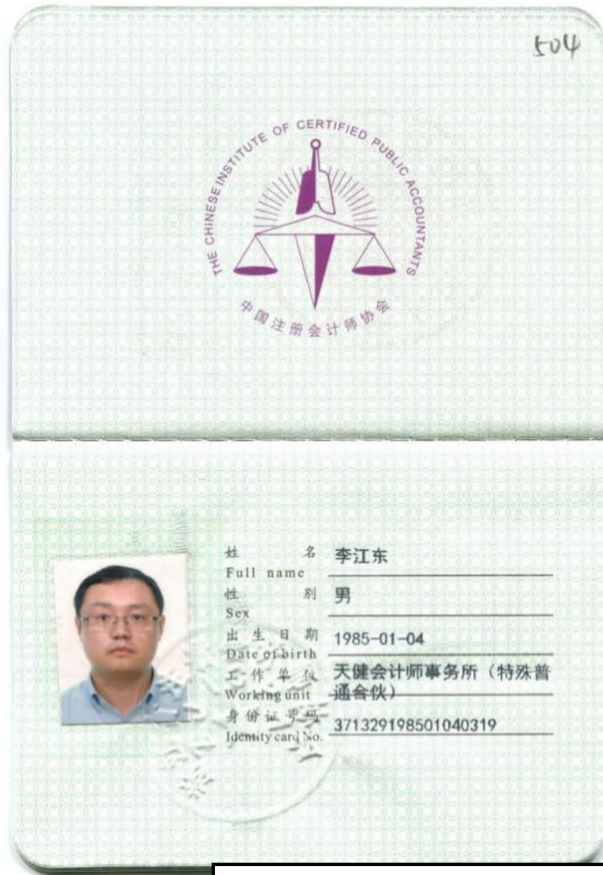 504
THE CHINESE INSTITUTE OF CERTIFIED PUBLIC ACCOUNTANTS
中国注册会计师协会
姓 名 李江东
Full name
性 别 男
Sex
出生日期 1985-01-04
Date of birth
工作单位 天健会计师事务所（特殊普
Working unit 通合伙）
身份证号码 371329198501040319
Identity card No.